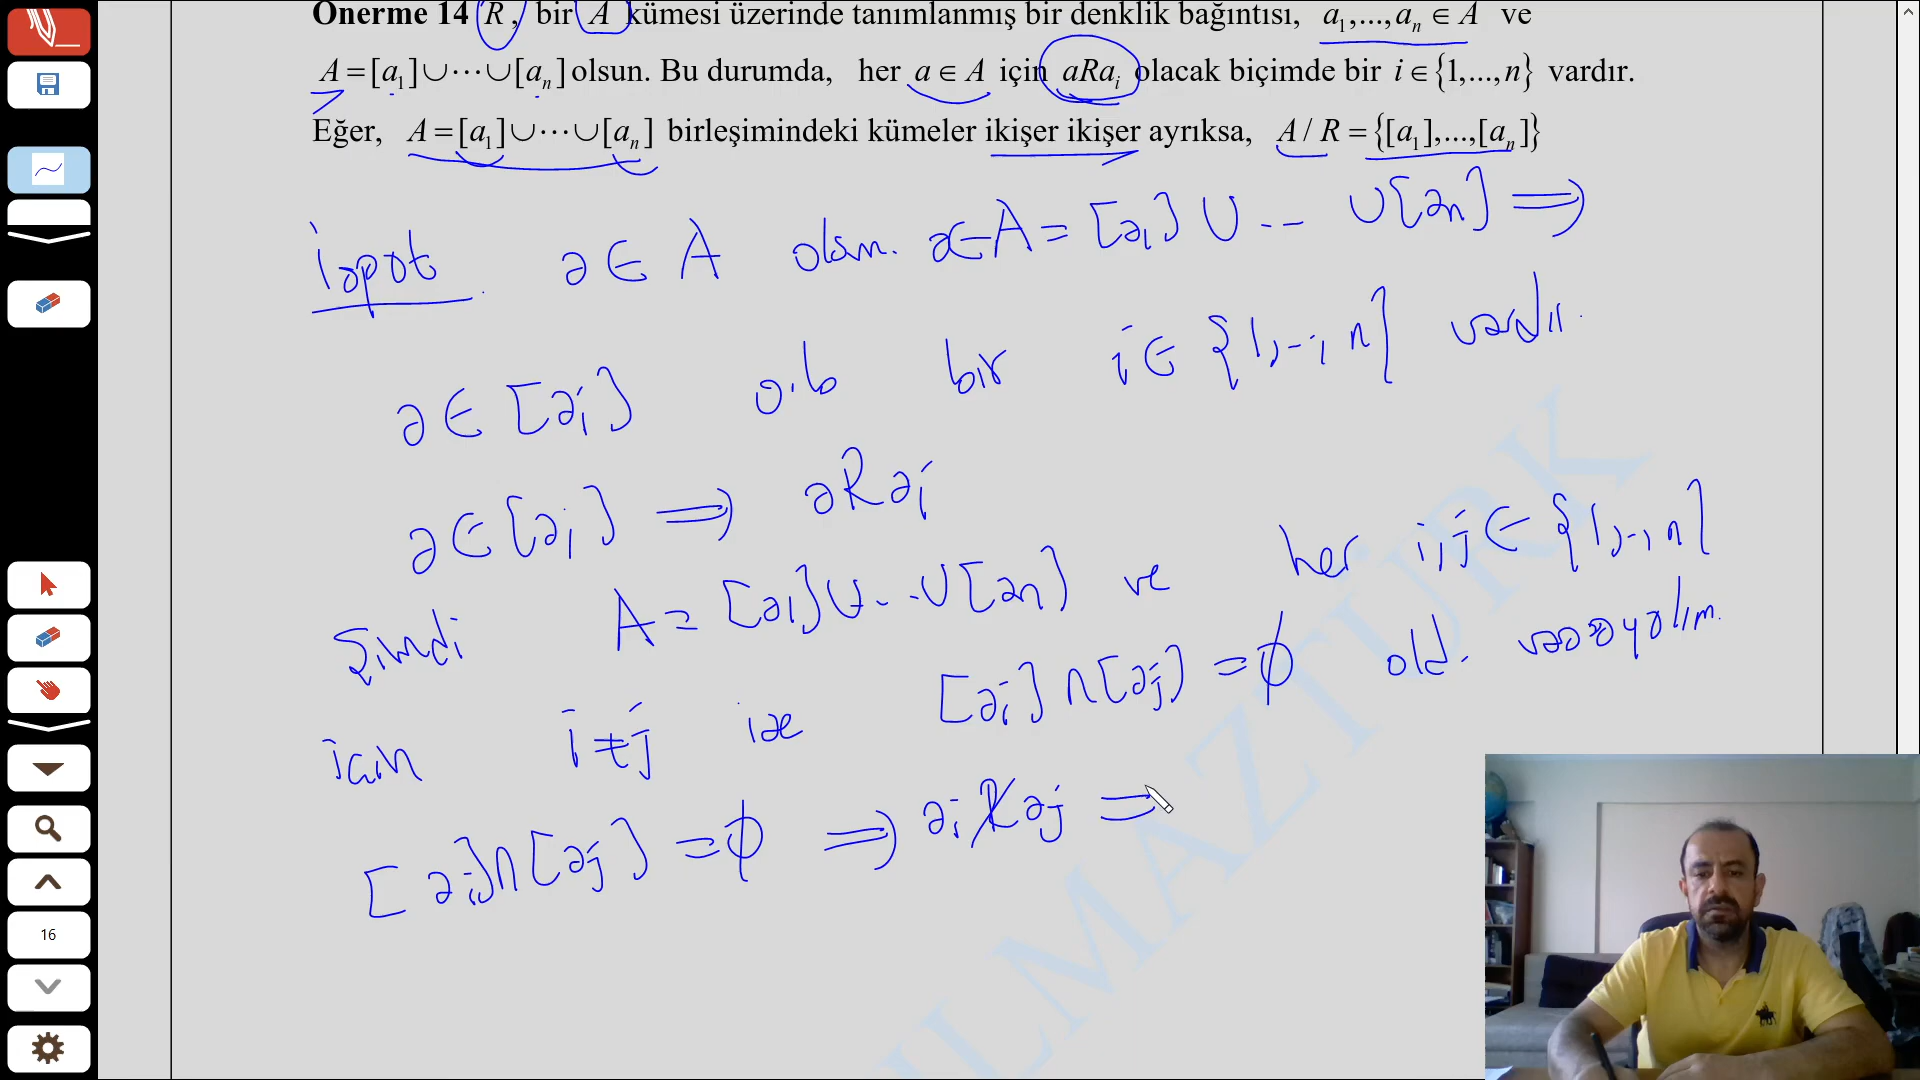 Önerme 14 R, bir A kümesi üzerinde tanımlanmış bir denklik bağıntısı, a₁,...,aₙ ∈ A ve
A = [a₁]∪⋯∪[aₙ] olsun. Bu durumda, her a ∈ A için aRaᵢ olacak biçimde bir i ∈ {1,...,n} vardır.
Eğer, A = [a₁]∪⋯∪[aₙ] birleşimindeki kümeler ikişer ikişer ayrıksa, A / R = {[a₁],...,[aₙ]}
İspat. a ∈ A olsun. a ∈ A = [a₁] ∪ ... ∪ [aₙ] ⟹
a ∈ [aᵢ] o.b bir i ∈ {1,...,n} vardır.
a ∈ [aᵢ] ⟹ aRaᵢ
Şimdi A = [a₁]∪...∪[aₙ] ve her i,j ∈ {1,...,n}
için i≠j ise [aᵢ]∩[aⱼ] = ∅ old. varsayalım.
[aᵢ]∩[aⱼ] = ∅ ⟹ aᵢ R̸ aⱼ ⟹
16
ILMAZTÜRK